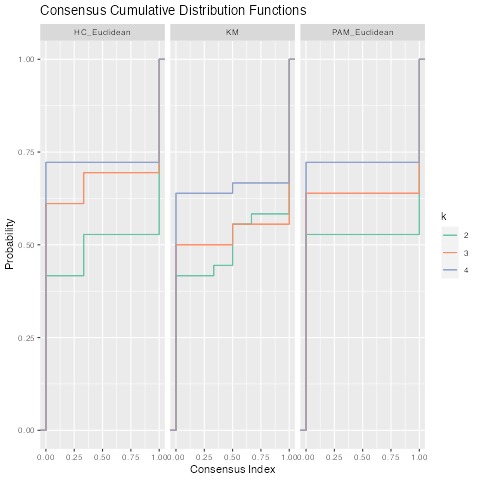 Consensus Cumulative Distribution Functions
HC_Euclidean KM PAM_Euclidean
1.00
0.75
0.50
0.25
0.00
Probability
0.00 0.25 0.50 0.75 1.00 0.00 0.25 0.50 0.75 1.00 0.00 0.25 0.50 0.75 1.00
Consensus Index
k
2
3
4